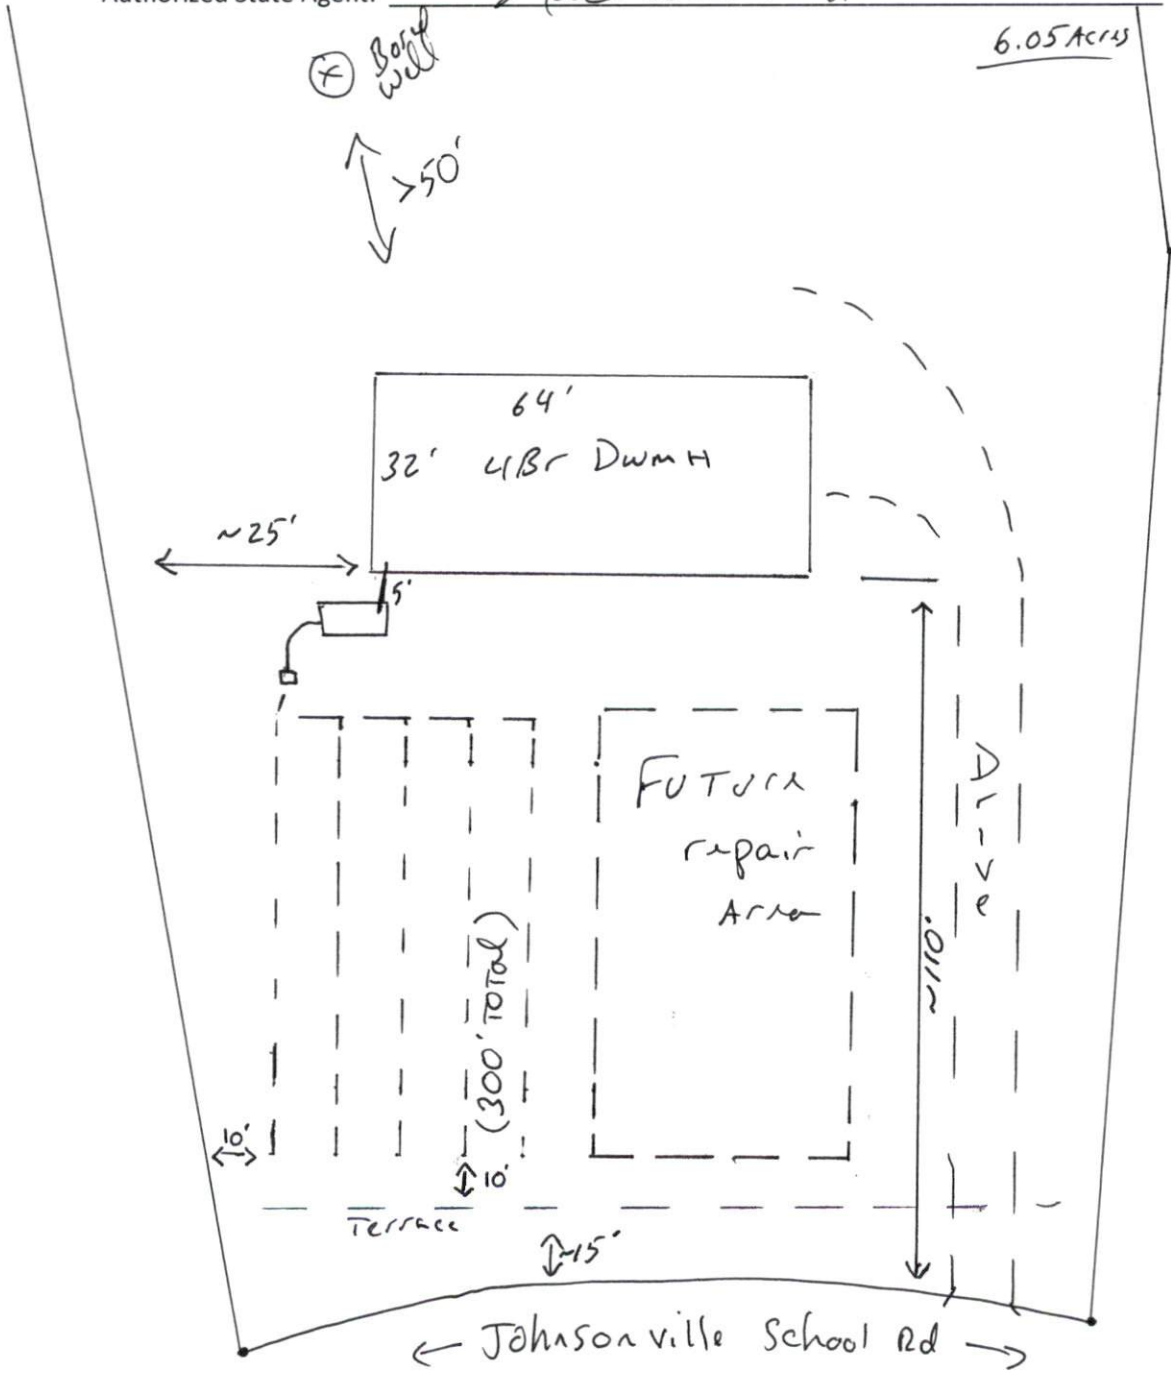 Authorized State Agent:
6.05 Acres
Bored
well
>50'
64'
32' 4Br DwmH
~25'
5'
Future
repair
Area
Drive
(300' Total)
~110'
10'
10'
Terrace
~15'
Johnsonville School Rd